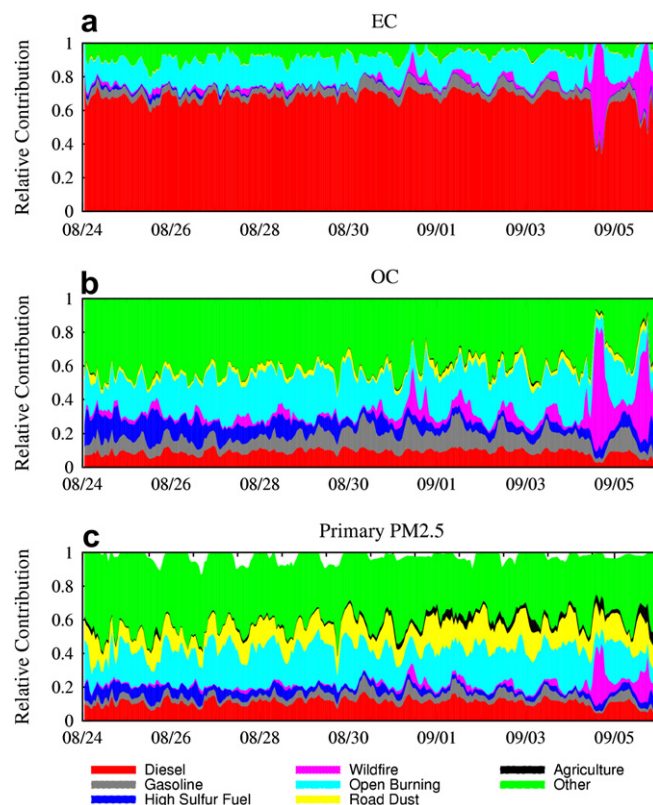 a
EC
Relative Contribution
1
0.8
0.6
0.4
0.2
0
08/24 08/26 08/28 08/30 09/01 09/03 09/05
b
OC
Relative Contribution
1
0.8
0.6
0.4
0.2
0
08/24 08/26 08/28 08/30 09/01 09/03 09/05
c
Primary PM2.5
Relative Contribution
1
0.8
0.6
0.4
0.2
0
08/24 08/26 08/28 08/30 09/01 09/03 09/05
Diesel Wildfire Agriculture
Gasoline Open Burning Other
High Sulfur Fuel Road Dust